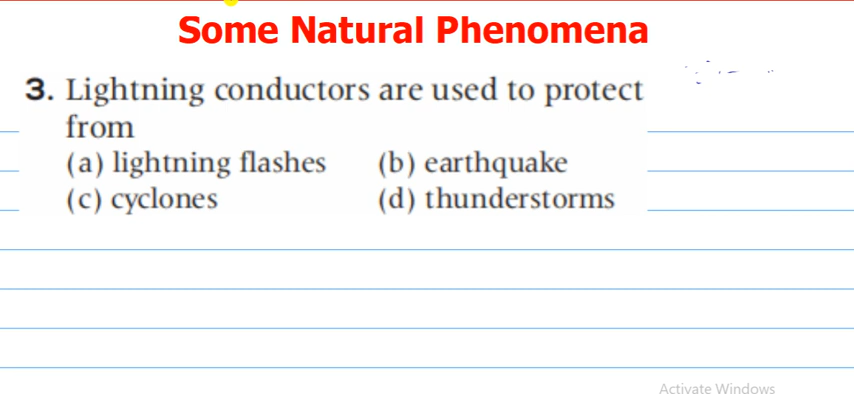 Some Natural Phenomena
3. Lightning conductors are used to protect
from
(a) lightning flashes (b) earthquake
(c) cyclones (d) thunderstorms
Activate Windows